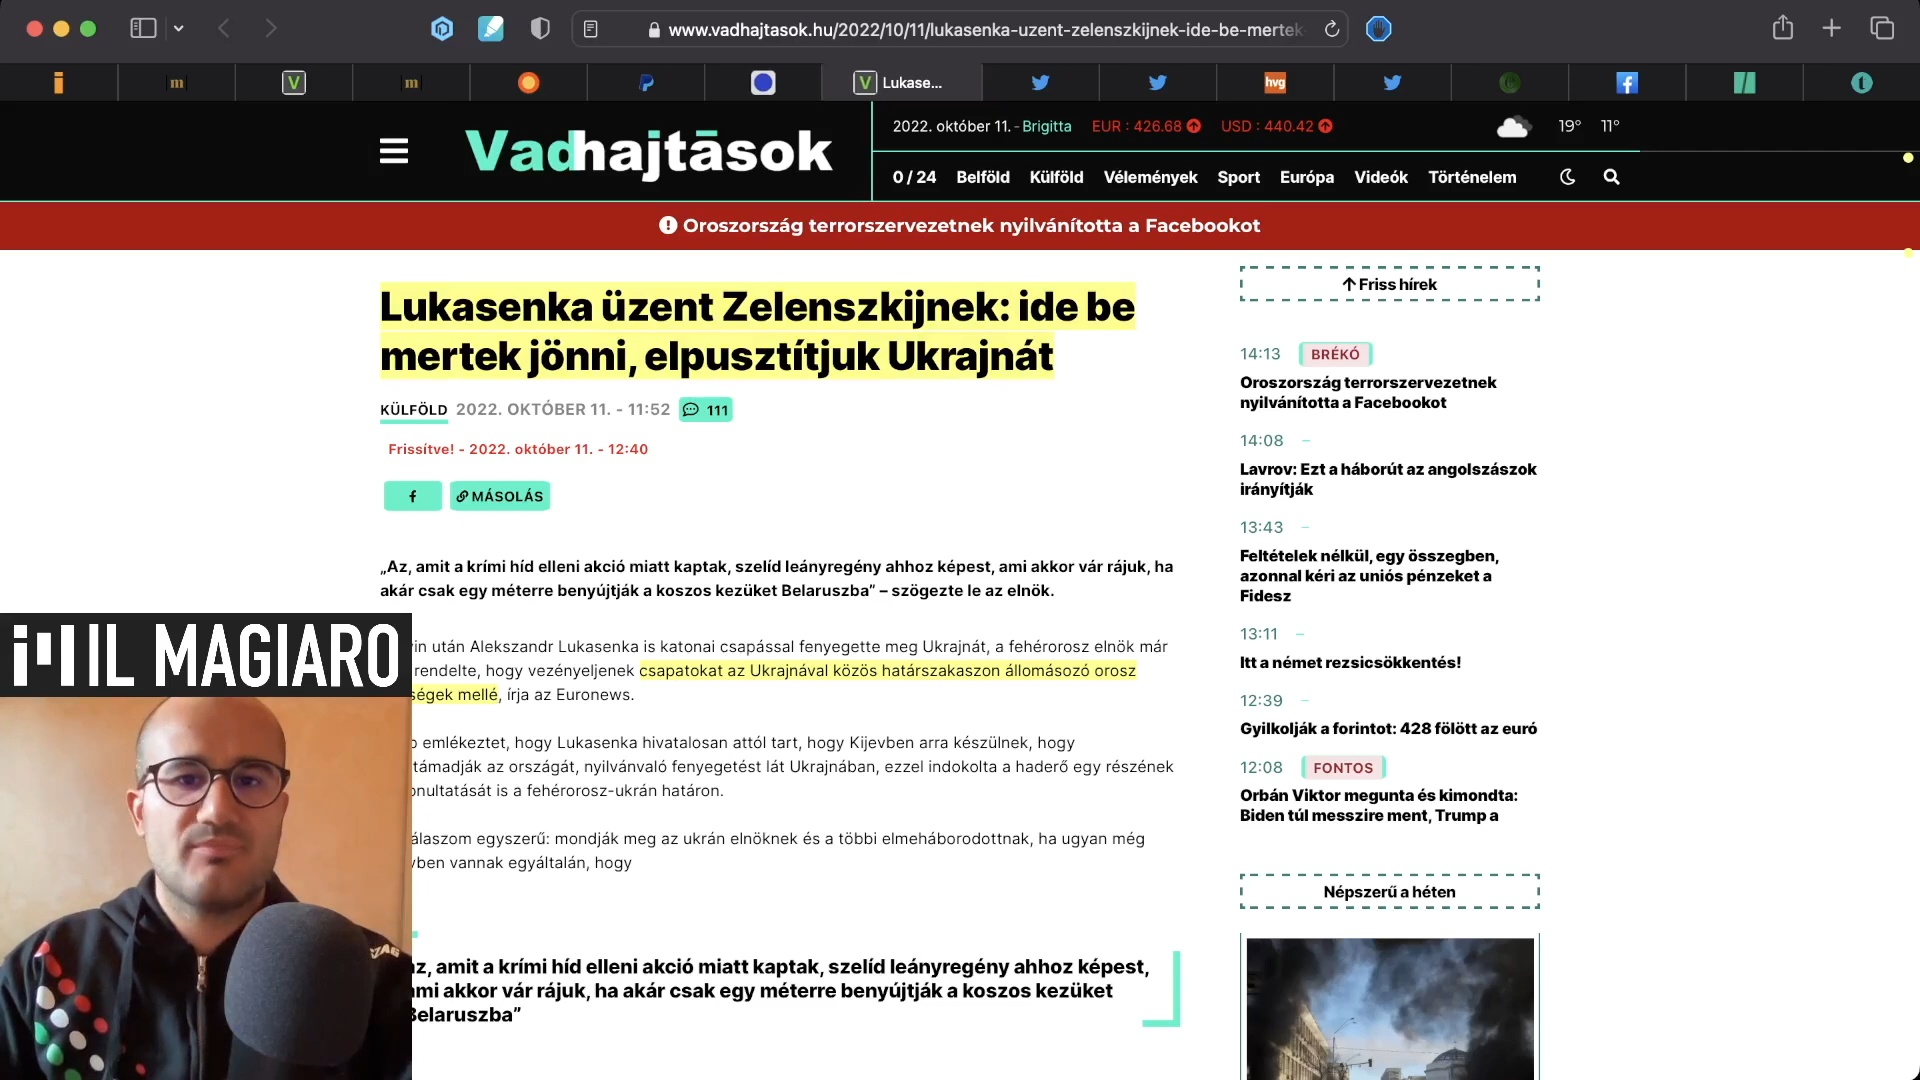 www.vadhajtasok.hu/2022/10/11/lukasenka-uzent-zelenszkijnek-ide-be-mertek-
m
V
m
V Lukase...
hvg
Vadhajtāsok
2022. október 11. - Brigitta EUR : 426.68 USD : 440.42 19° 11°
0 / 24 Belföld Külföld Vélemények Sport Európa Videók Történelem
Oroszország terrorszervezetnek nyilvánította a Facebookot
Lukasenka üzent Zelenszkijnek: ide be
mertek jönni, elpusztítjuk Ukrajnát
KÜLFÖLD 2022. OKTÓBER 11. - 11:52 111
Frissítve! - 2022. október 11. - 12:40
f MÁSOLÁS
„Az, amit a krími híd elleni akció miatt kaptak, szelíd leányregény ahhoz képest, ami akkor vár rájuk, ha
akár csak egy méterre benyújtják a koszos kezüket Belaruszba” – szögezte le az elnök.
után Alekszandr Lukasenka is katonai csapással fenyegette meg Ukrajnát, a fehérorosz elnök már
rendelte, hogy vezényeljenek csapatokat az Ukrajnával közös határszakaszon állomásozó orosz
ségek mellé, írja az Euronews.
emlékeztet, hogy Lukasenka hivatalosan attól tart, hogy Kijevben arra készülnek, hogy
támadják az országát, nyilvánvaló fenyegetést lát Ukrajnában, ezzel indokolta a haderő egy részének
onultatását is a fehérorosz-ukrán határon.
álaszom egyszerű: mondják meg az ukrán elnöknek és a többi elmeháborodottnak, ha ugyan még
vben vannak egyáltalán, hogy
z, amit a krími híd elleni akció miatt kaptak, szelíd leányregény ahhoz képest,
ami akkor vár rájuk, ha akár csak egy méterre benyújtják a koszos kezüket
Belaruszba”
Friss hírek
14:13 BRÉKÓ
Oroszország terrorszervezetnek
nyilvánította a Facebookot
14:08 –
Lavrov: Ezt a háborút az angolszászok
irányítják
13:43 –
Feltételek nélkül, egy összegben,
azonnal kéri az uniós pénzeket a
Fidesz
13:11 –
Itt a német rezsicsökkentés!
12:39 –
Gyilkolják a forintot: 428 fölött az euró
12:08 FONTOS
Orbán Viktor megunta és kimondta:
Biden túl messzire ment, Trump a
Népszerű a héten
IL MAGIARO
SZÁG